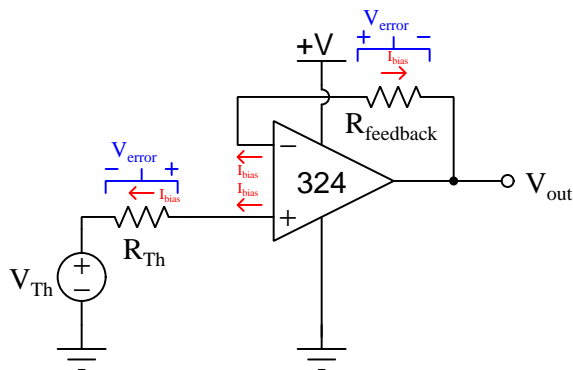 V_error
+ −
I_bias
+V
R_feedback
V_error
− +
I_bias
I_bias
I_bias
−
324
+
V_out
R_Th
V_Th
+
−